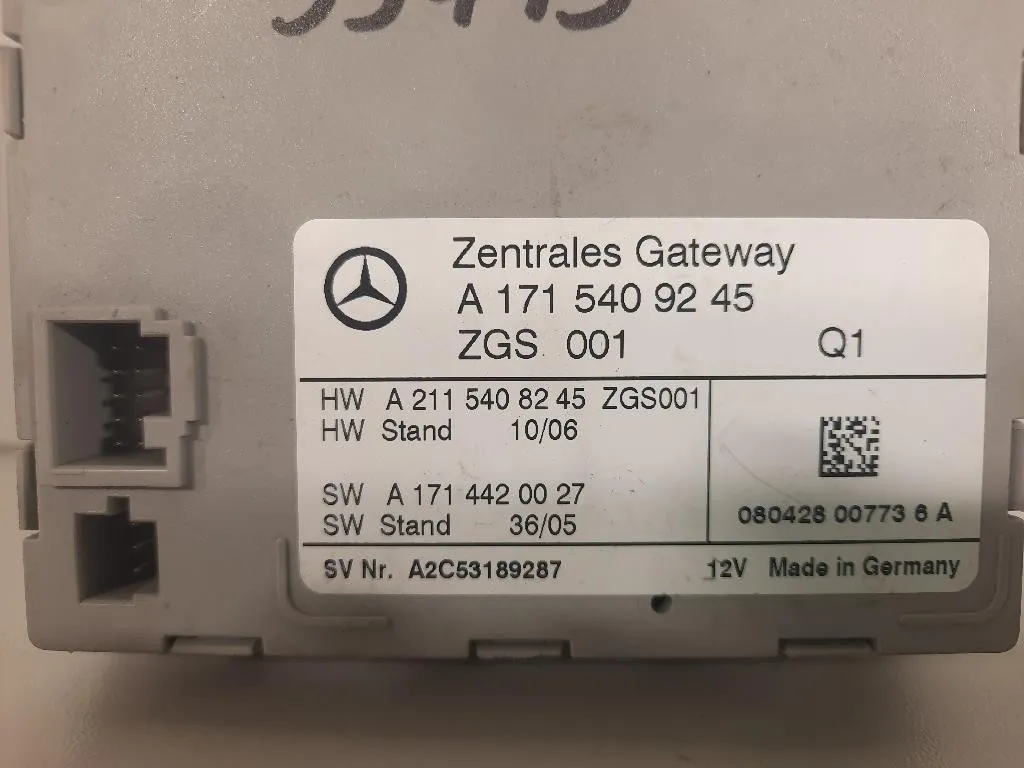 Zentrales Gateway
A 171 540 92 45
ZGS 001 Q1
HW A 211 540 82 45 ZGS001
HW Stand 10/06
SW A 171 442 00 27
SW Stand 36/05
080428 00773 6 A
SV Nr. A2C53189287 12V Made in Germany